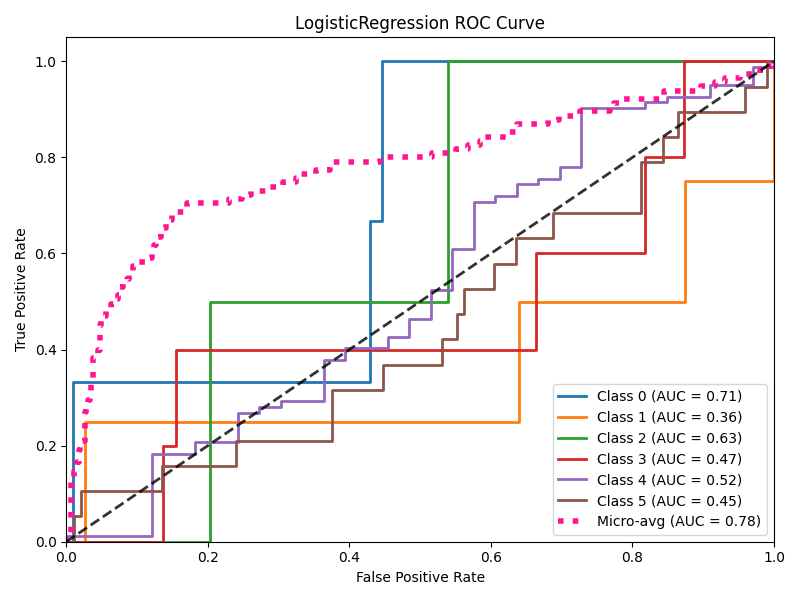 LogisticRegression ROC Curve
True Positive Rate
1.0
0.8
0.6
0.4
0.2
0.0
0.0 0.2 0.4 0.6 0.8 1.0
False Positive Rate
Class 0 (AUC = 0.71)
Class 1 (AUC = 0.36)
Class 2 (AUC = 0.63)
Class 3 (AUC = 0.47)
Class 4 (AUC = 0.52)
Class 5 (AUC = 0.45)
Micro-avg (AUC = 0.78)